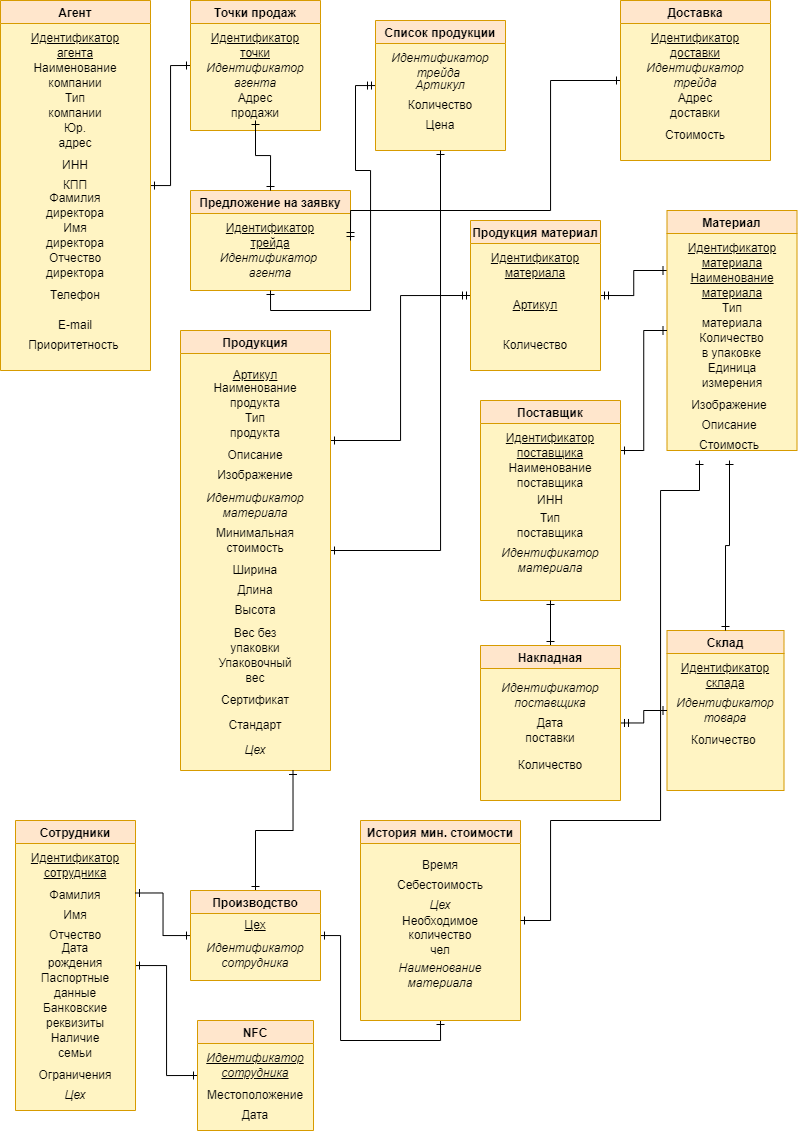 Агент
Идентификатор
агента
Наименование
компании
Тип
компании
Юр.
адрес
ИНН
КПП
Фамилия
директора
Имя
директора
Отчество
директора
Телефон
E-mail
Приоритетность
Точки продаж
Идентификатор
точки
Идентификатор
агента
Адрес
продажи
Список продукции
Идентификатор
трейда
Артикул
Количество
Цена
Доставка
Идентификатор
доставки
Идентификатор
трейда
Адрес
доставки
Стоимость
Предложение на заявку
Идентификатор
трейда
Идентификатор
агента
Продукция материал
Идентификатор
материала
Артикул
Количество
Материал
Идентификатор
материала
Наименование
материала
Тип
материала
Количество
в упаковке
Единица
измерения
Изображение
Описание
Стоимость
Продукция
Артикул
Наименование
продукта
Тип
продукта
Описание
Изображение
Идентификатор
материала
Минимальная
стоимость
Ширина
Длина
Высота
Вес без
упаковки
Упаковочный
вес
Сертификат
Стандарт
Цех
Поставщик
Идентификатор
поставщика
Наименование
поставщика
ИНН
Тип
поставщика
Идентификатор
материала
Накладная
Идентификатор
поставщика
Дата
поставки
Количество
Склад
Идентификатор
склада
Идентификатор
товара
Количество
Сотрудники
Идентификатор
сотрудника
Фамилия
Имя
Отчество
Дата
рождения
Паспортные
данные
Банковские
реквизиты
Наличие
семьи
Ограничения
Цех
Производство
Цех
Идентификатор
сотрудника
История мин. стоимости
Время
Себестоимость
Цех
Необходимое
количество
чел
Наименование
материала
NFC
Идентификатор
сотрудника
Местоположение
Дата